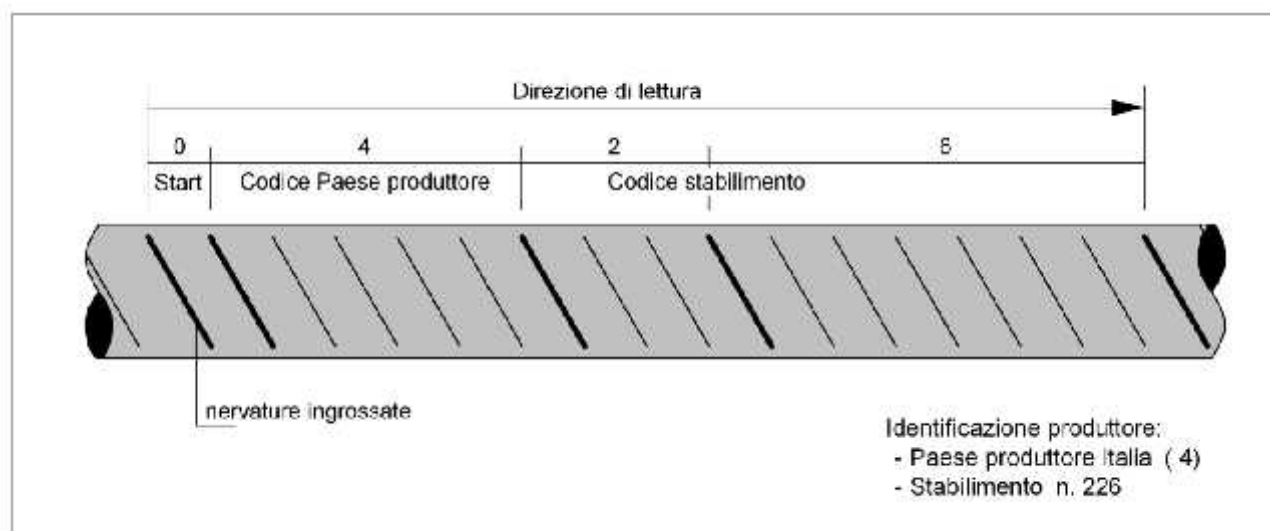 Direzione di lettura
0 4 2 6
Start Codice Paese produttore Codice stabilimento
nervature ingrossate
Identificazione produttore:
- Paese produttore Italia ( 4)
- Stabilimento n. 226